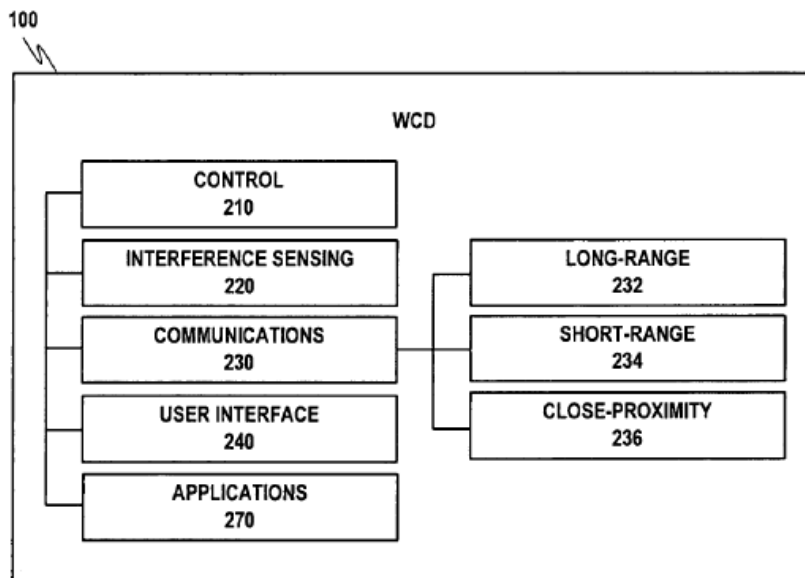 100
WCD
CONTROL
210
INTERFERENCE SENSING
220
COMMUNICATIONS
230
USER INTERFACE
240
APPLICATIONS
270
LONG-RANGE
232
SHORT-RANGE
234
CLOSE-PROXIMITY
236